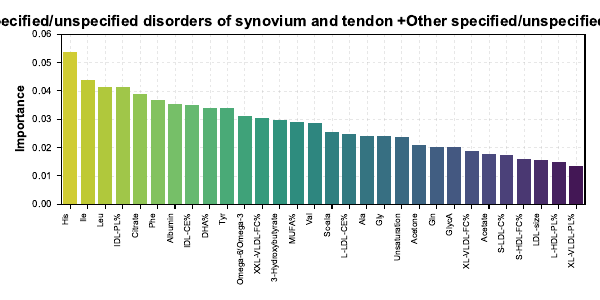 ecified/unspecified disorders of synovium and tendon +Other specified/unspecifie
0.06
0.05
0.04
0.03
0.02
0.01
0.00
Importance
His
Ile
Leu
IDL-PL%
Citrate
Phe
Albumin
IDL-CE%
DHA%
Tyr
Omega-6/Omega-3
XXL-VLDL-FC%
3-Hydroxybutyrate
MUFA%
Val
L-LDL-CE%
Ala
Gly
Unsaturation
Acetone
Gln
GlycA
XL-VLDL-FC%
Acetate
S-LDL-C%
S-HDL-FC%
LDL-size
L-HDL-PL%
XL-VLDL-PL%